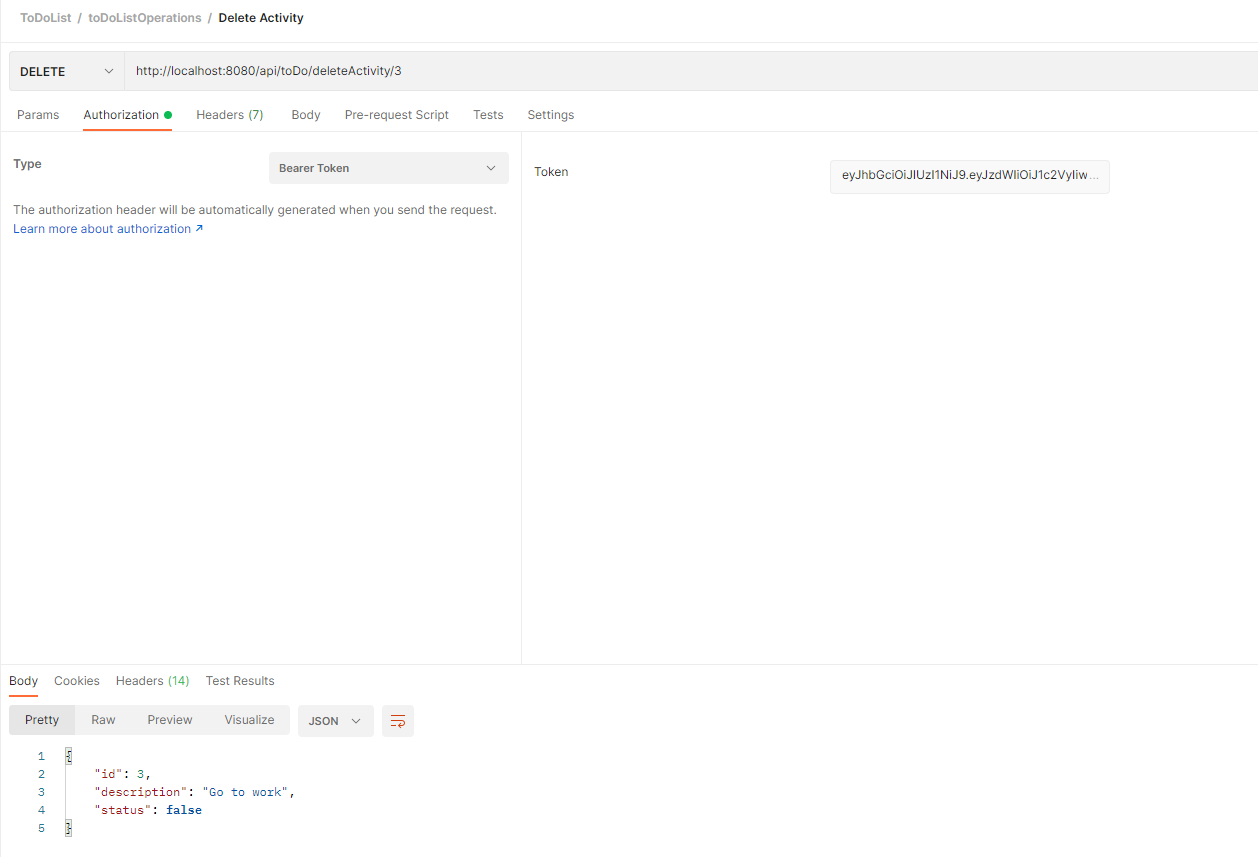 ToDoList / toDoListOperations / Delete Activity
DELETE http://localhost:8080/api/toDo/deleteActivity/3
Params Authorization Headers (7) Body Pre-request Script Tests Settings
Type Bearer Token
Token eyJhbGciOiJIUzI1NiJ9.eyJzdWIiOiJ1c2VyIiw...
The authorization header will be automatically generated when you send the request.
Learn more about authorization ↗
Body Cookies Headers (14) Test Results
Pretty Raw Preview Visualize JSON
1 {
2 "id": 3,
3 "description": "Go to work",
4 "status": false
5 }